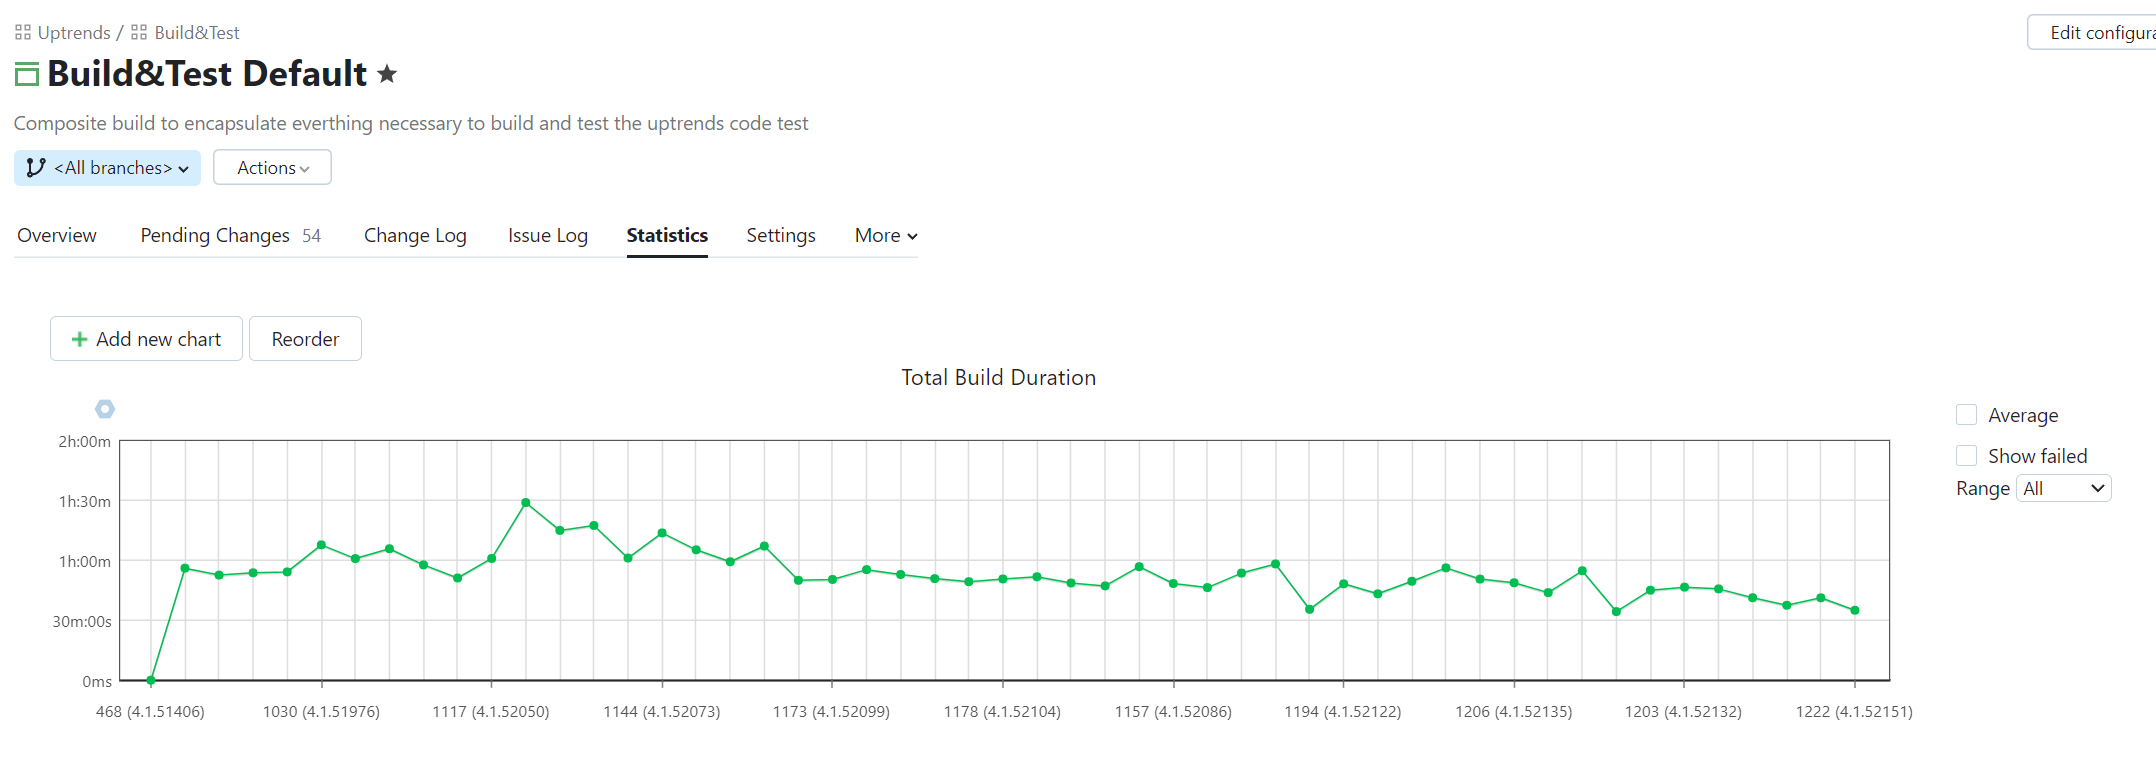 Uptrends / Build&Test
Edit configura
Build&Test Default
Composite build to encapsulate everthing necessary to build and test the uptrends code test
<All branches>
Actions
Overview Pending Changes 54 Change Log Issue Log Statistics Settings More
+ Add new chart Reorder
Total Build Duration
Average
Show failed
Range All
2h:00m
1h:30m
1h:00m
30m:00s
0ms
468 (4.1.51406) 1030 (4.1.51976) 1117 (4.1.52050) 1144 (4.1.52073) 1173 (4.1.52099) 1178 (4.1.52104) 1157 (4.1.52086) 1194 (4.1.52122) 1206 (4.1.52135) 1203 (4.1.52132) 1222 (4.1.52151)